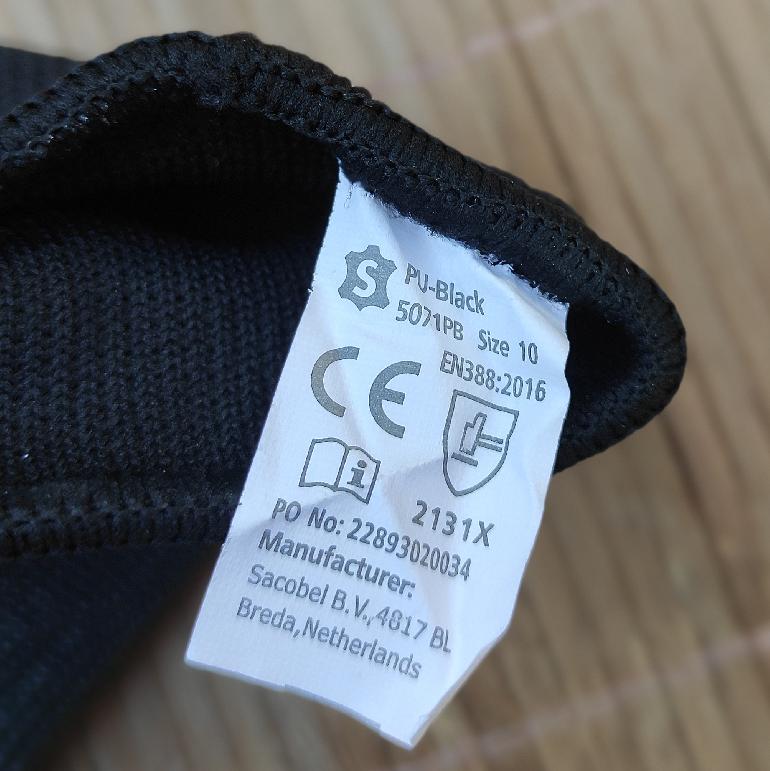 S
PU-Black
5071PB Size 10
CE
EN388:2016
i
2131X
PO No: 22893020034
Manufacturer:
Sacobel B.V.,4817 BL
Breda,Netherlands